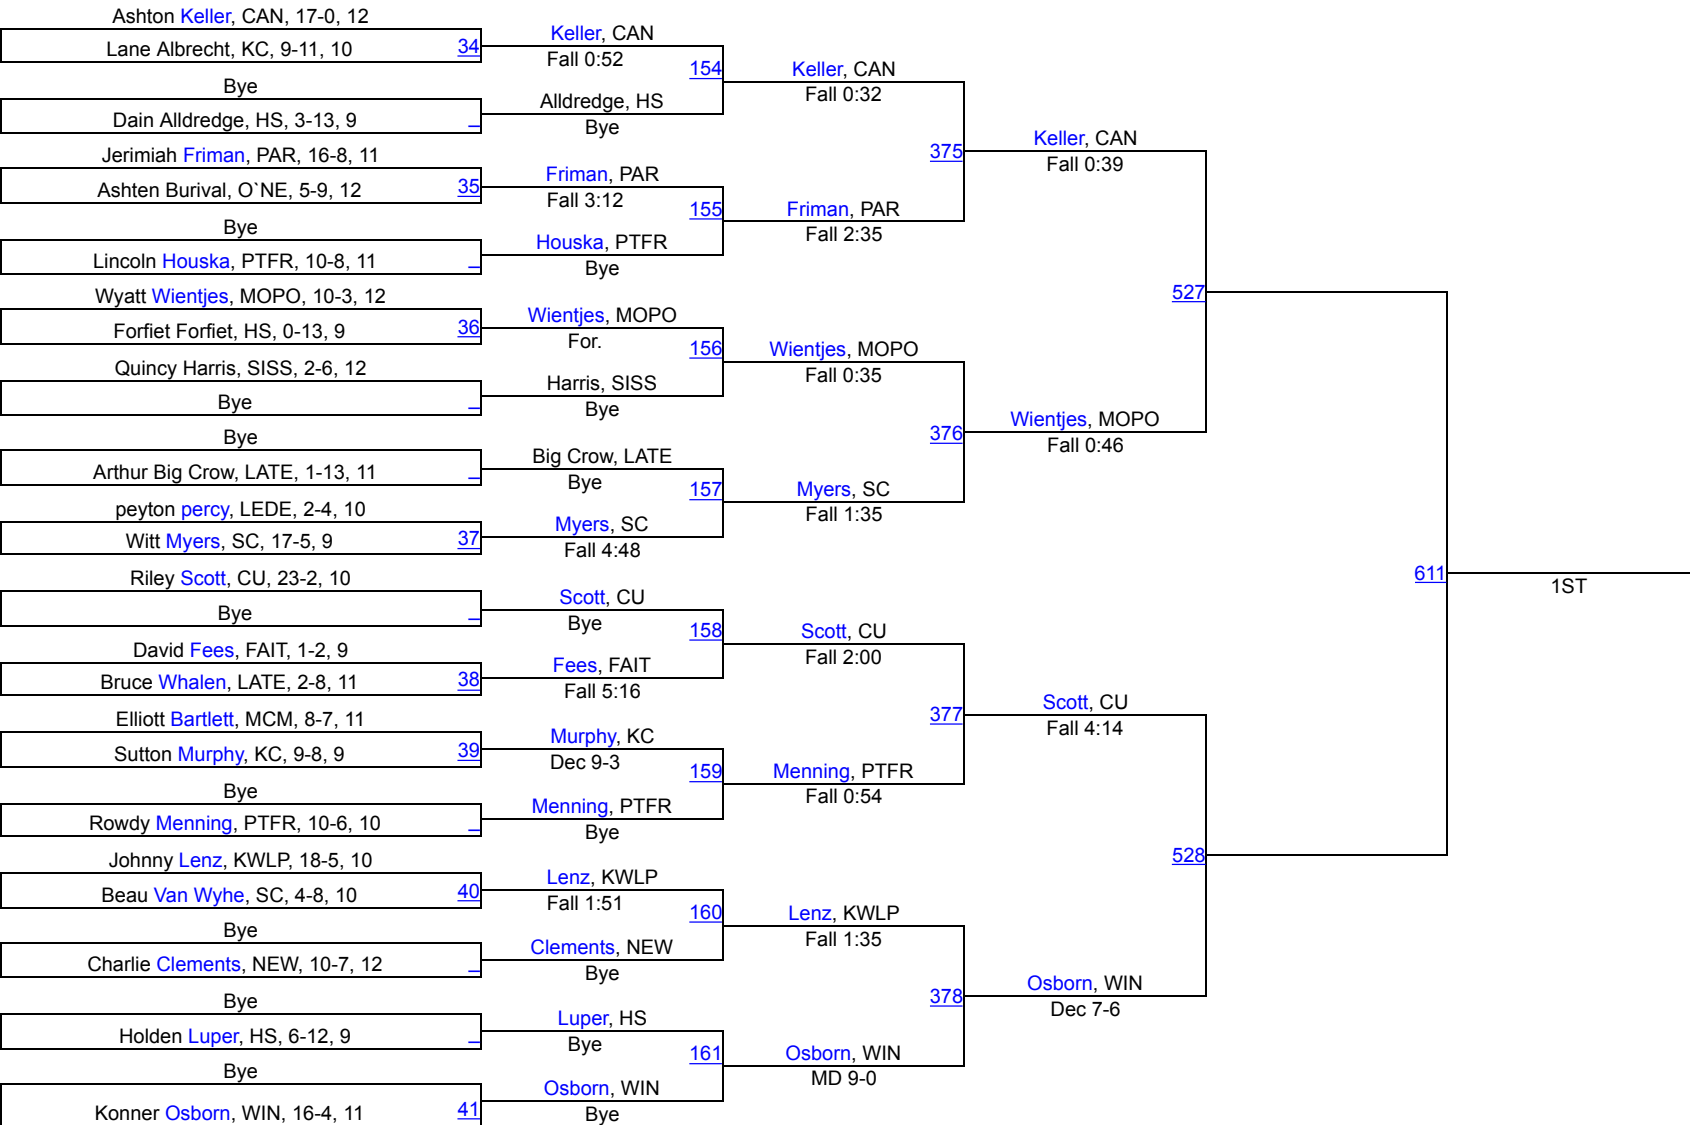 Ashton Keller, CAN, 17-0, 12
Lane Albrecht, KC, 9-11, 10
34
Bye
Dain Alldredge, HS, 3-13, 9
Jerimiah Friman, PAR, 16-8, 11
Ashten Burival, O`NE, 5-9, 12
35
Bye
Lincoln Houska, PTFR, 10-8, 11
Wyatt Wientjes, MOPO, 10-3, 12
Forfiet Forfiet, HS, 0-13, 9
36
Quincy Harris, SISS, 2-6, 12
Bye
Bye
Arthur Big Crow, LATE, 1-13, 11
peyton percy, LEDE, 2-4, 10
Witt Myers, SC, 17-5, 9
37
Riley Scott, CU, 23-2, 10
Bye
David Fees, FAIT, 1-2, 9
Bruce Whalen, LATE, 2-8, 11
38
Elliott Bartlett, MCM, 8-7, 11
Sutton Murphy, KC, 9-8, 9
39
Bye
Rowdy Menning, PTFR, 10-6, 10
Johnny Lenz, KWLP, 18-5, 10
Beau Van Wyhe, SC, 4-8, 10
40
Bye
Charlie Clements, NEW, 10-7, 12
Bye
Holden Luper, HS, 6-12, 9
Bye
Konner Osborn, WIN, 16-4, 11
41
Keller, CAN
Fall 0:52
154
Alldredge, HS
Bye
Friman, PAR
Fall 3:12
155
Houska, PTFR
Bye
Wientjes, MOPO
For.
156
Harris, SISS
Bye
Big Crow, LATE
Bye
157
Myers, SC
Fall 4:48
Scott, CU
Bye
158
Fees, FAIT
Fall 5:16
Murphy, KC
Dec 9-3
159
Menning, PTFR
Bye
Lenz, KWLP
Fall 1:51
160
Clements, NEW
Bye
Luper, HS
Bye
161
Osborn, WIN
Bye
Keller, CAN
Fall 0:32
375
Friman, PAR
Fall 2:35
Wientjes, MOPO
Fall 0:35
376
Myers, SC
Fall 1:35
Scott, CU
Fall 2:00
377
Menning, PTFR
Fall 0:54
Lenz, KWLP
Fall 1:35
378
Osborn, WIN
MD 9-0
Keller, CAN
Fall 0:39
527
Wientjes, MOPO
Fall 0:46
Scott, CU
Fall 4:14
528
Osborn, WIN
Dec 7-6
611
1ST